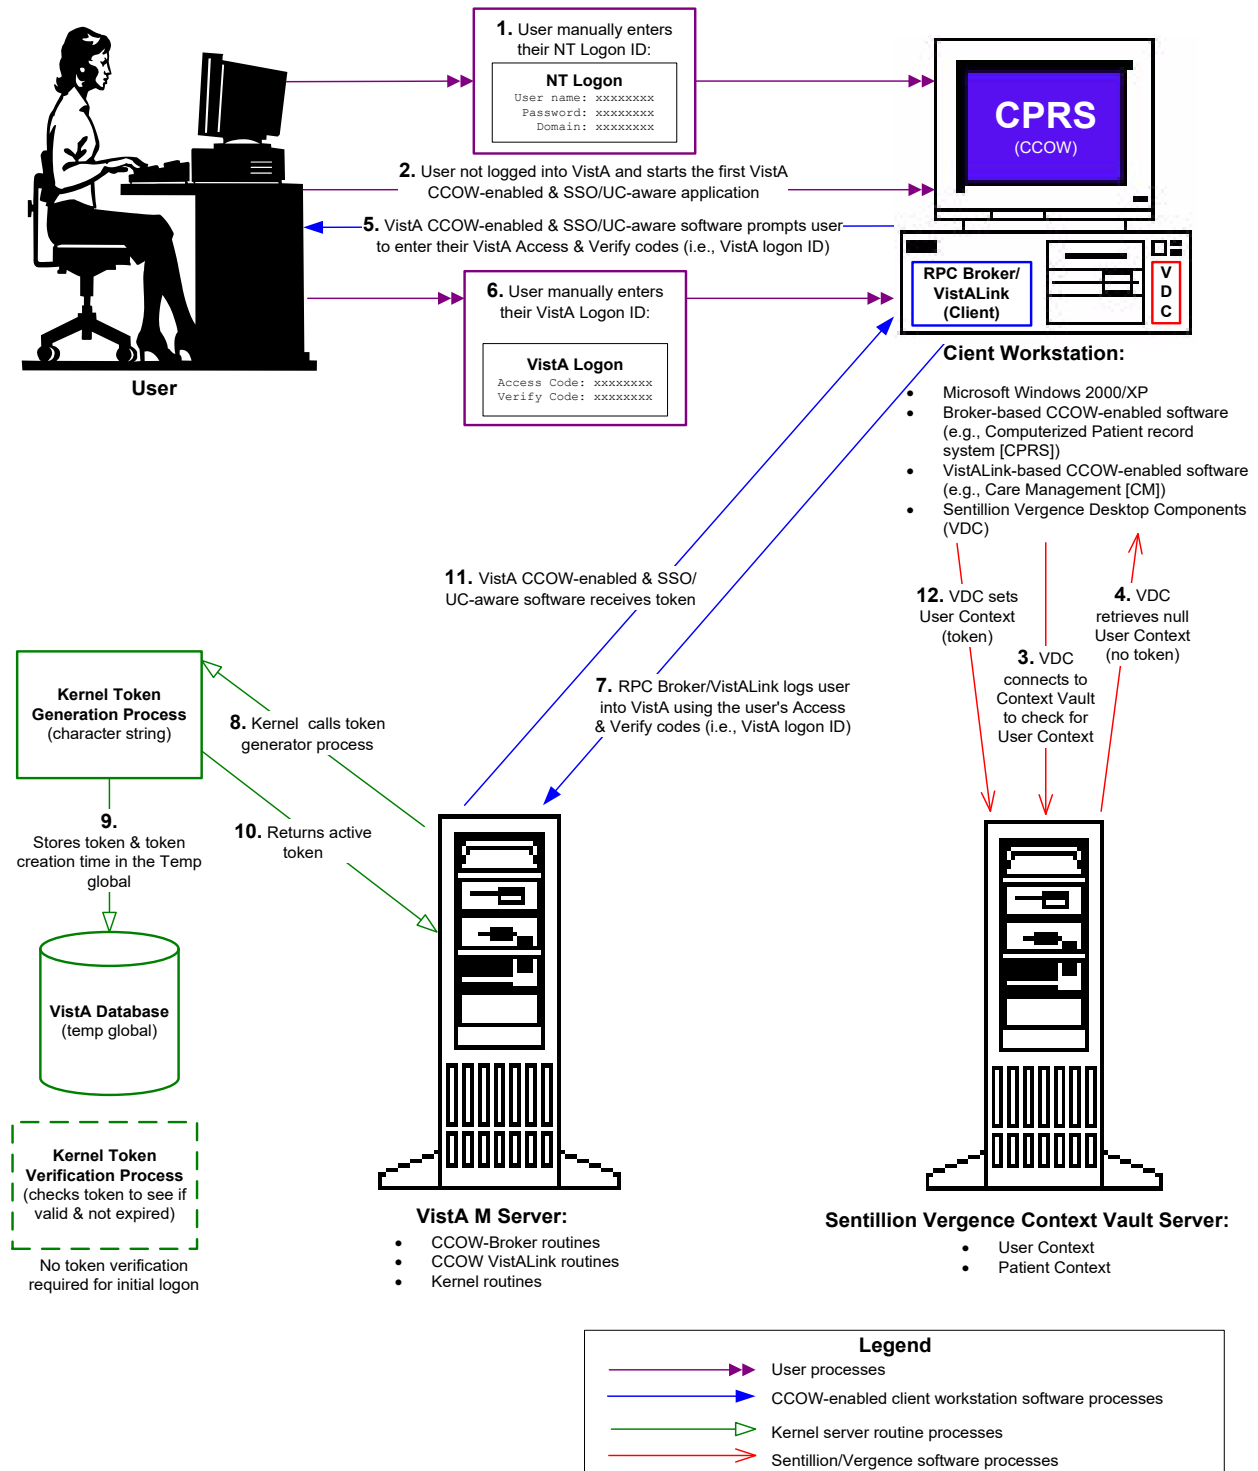 1. User manually enters
their NT Logon ID:
NT Logon
User name: xxxxxxxx
Password: xxxxxxxx
Domain: xxxxxxxx
CPRS
(CCOW)
2. User not logged into VistA and starts the first VistA
CCOW-enabled & SSO/UC-aware application
5. VistA CCOW-enabled & SSO/UC-aware software prompts user
to enter their VistA Access & Verify codes (i.e., VistA logon ID)
6. User manually enters
their VistA Logon ID:
VistA Logon
Access Code: xxxxxxxx
Verify Code: xxxxxxxx
RPC Broker/
VistALink
(Client)
V
D
C
User
Cient Workstation:
• Microsoft Windows 2000/XP
• Broker-based CCOW-enabled software
(e.g., Computerized Patient record
system [CPRS])
• VistALink-based CCOW-enabled software
(e.g., Care Management [CM])
• Sentillion Vergence Desktop Components
(VDC)
11. VistA CCOW-enabled & SSO/
UC-aware software receives token
12. VDC sets
User Context
(token)
4. VDC
retrieves null
User Context
(no token)
3. VDC
connects to
Context Vault
to check for
User Context
7. RPC Broker/VistALink logs user
into VistA using the user's Access
& Verify codes (i.e., VistA logon ID)
Kernel Token
Generation Process
(character string)
8. Kernel calls token
generator process
9.
Stores token & token
creation time in the Temp
global
10. Returns active
token
VistA Database
(temp global)
Kernel Token
Verification Process
(checks token to see if
valid & not expired)
No token verification
required for initial logon
VistA M Server:
• CCOW-Broker routines
• CCOW VistALink routines
• Kernel routines
Sentillion Vergence Context Vault Server:
• User Context
• Patient Context
Legend
User processes
CCOW-enabled client workstation software processes
Kernel server routine processes
Sentillion/Vergence software processes